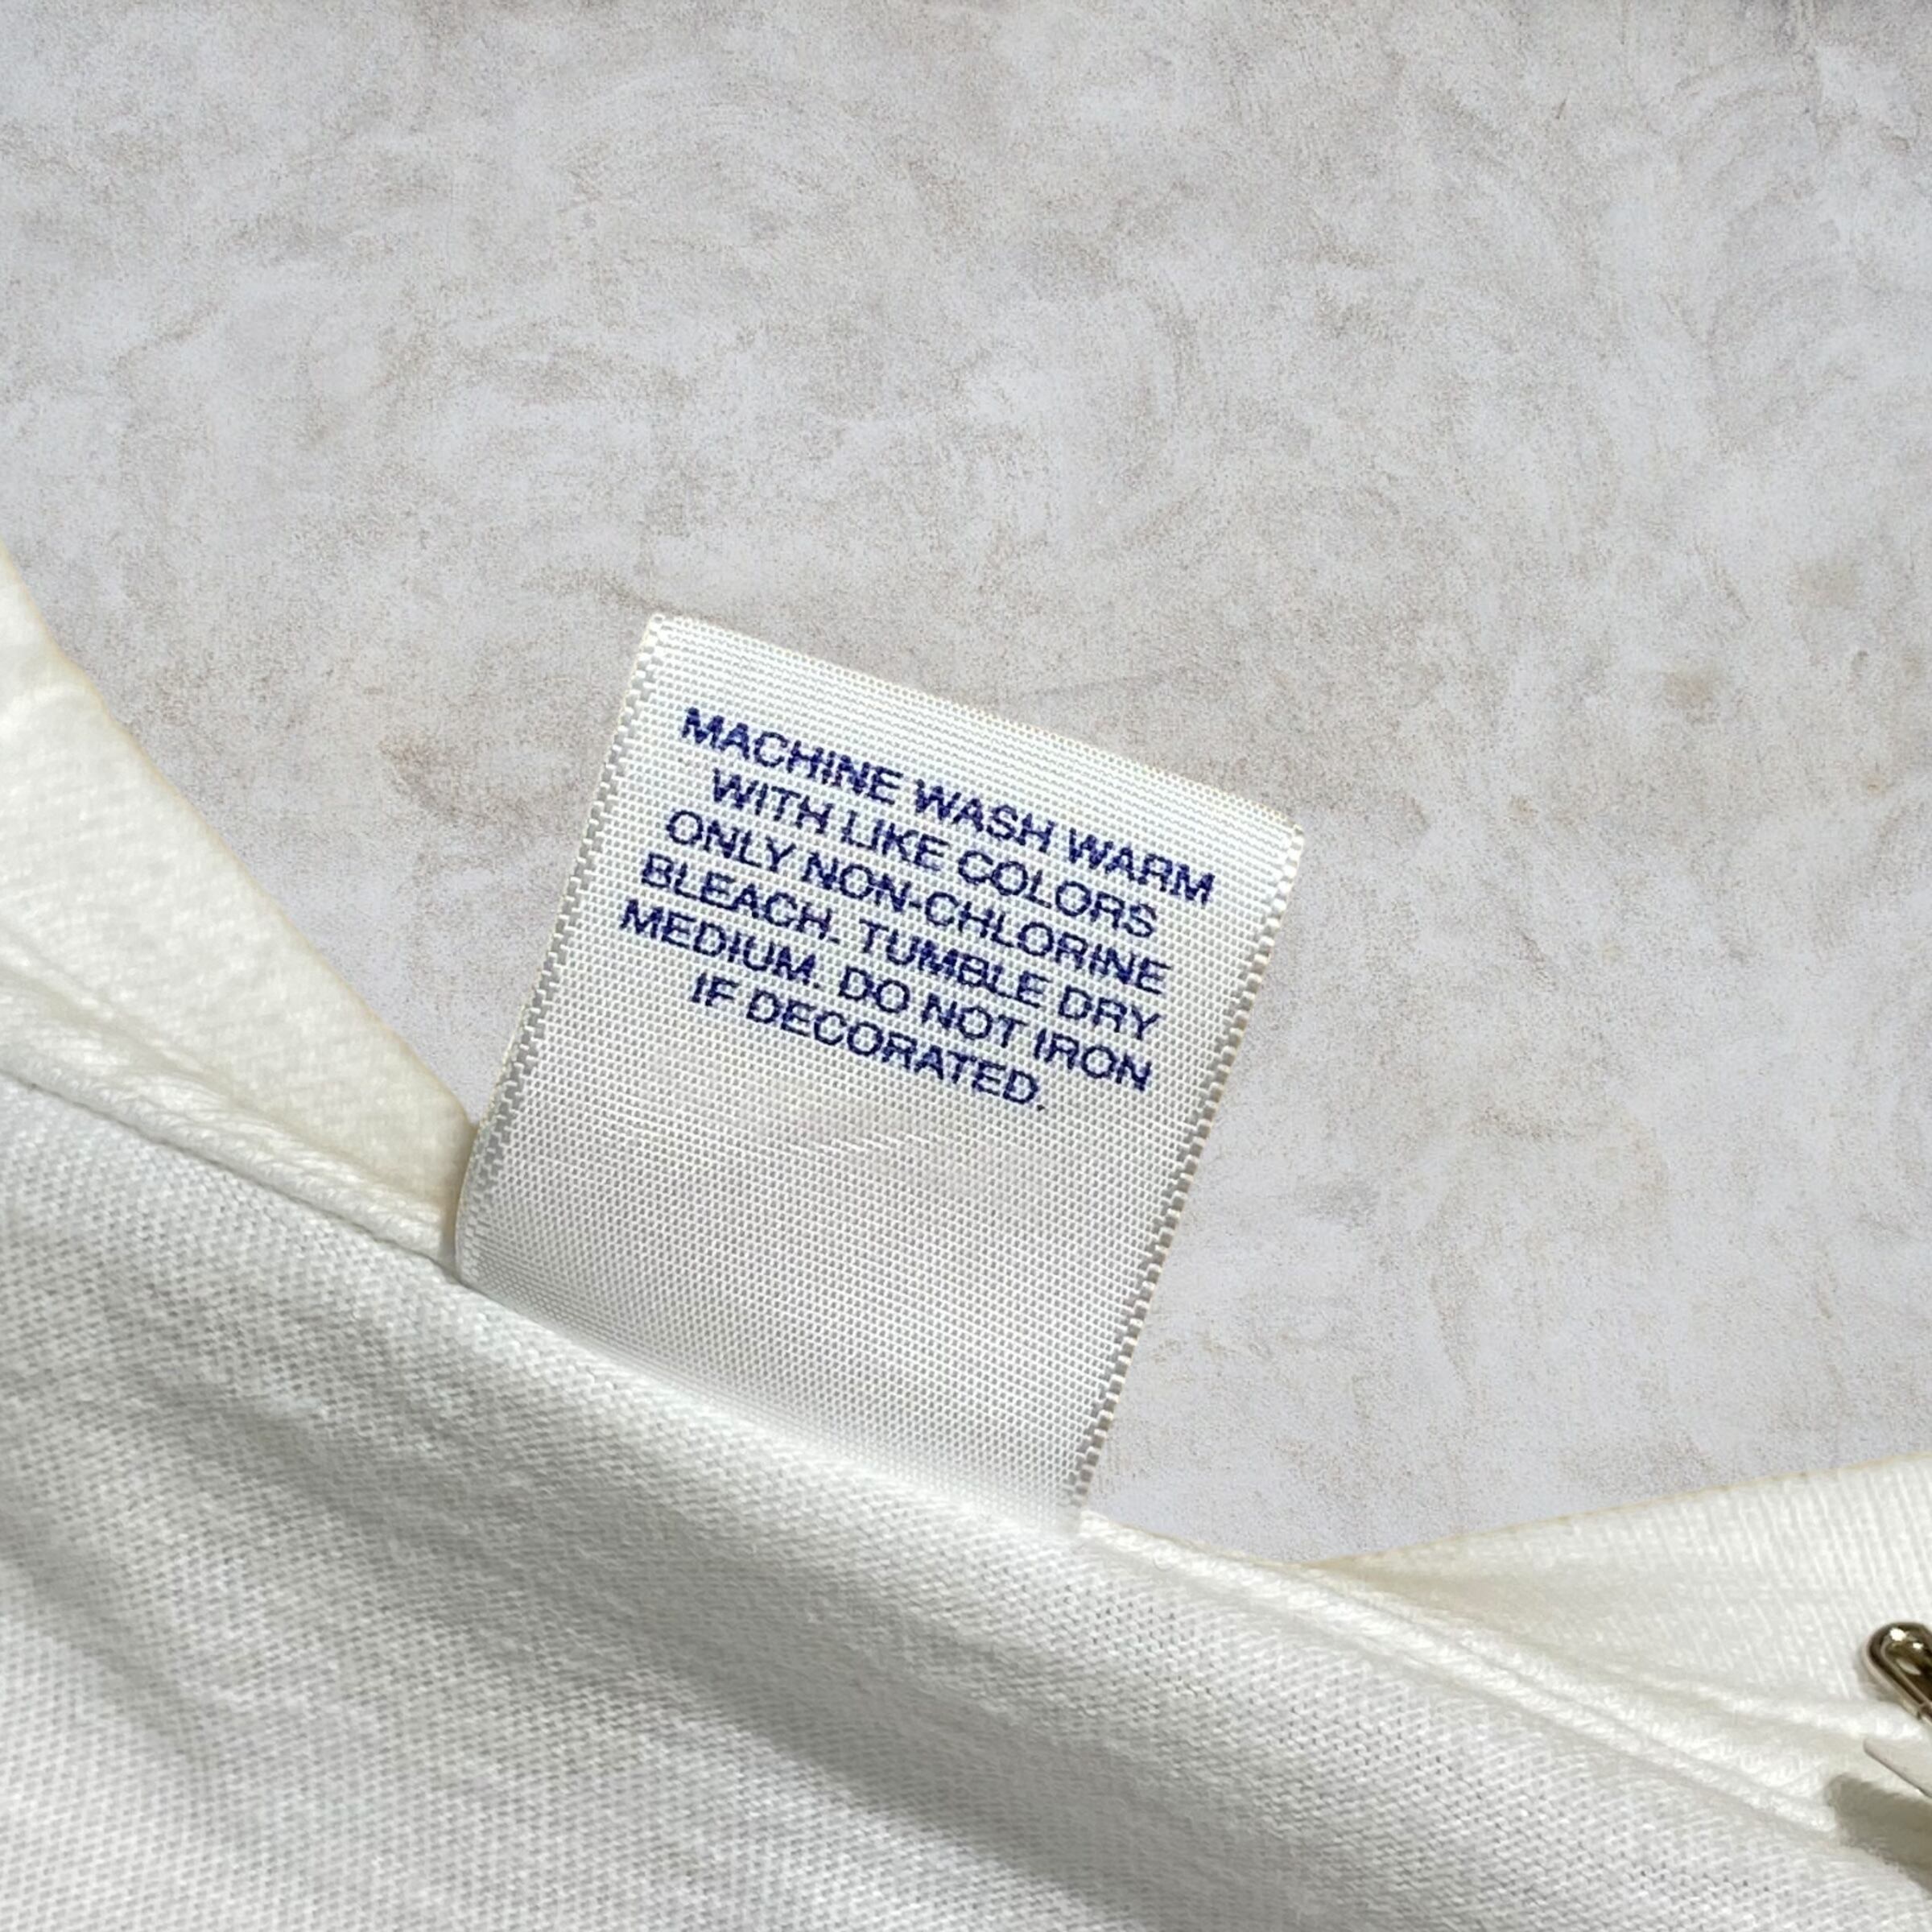 MACHINE WASH WARM
WITH LIKE COLORS
ONLY NON-CHLORINE
BLEACH. TUMBLE DRY
MEDIUM. DO NOT IRON
IF DECORATED.